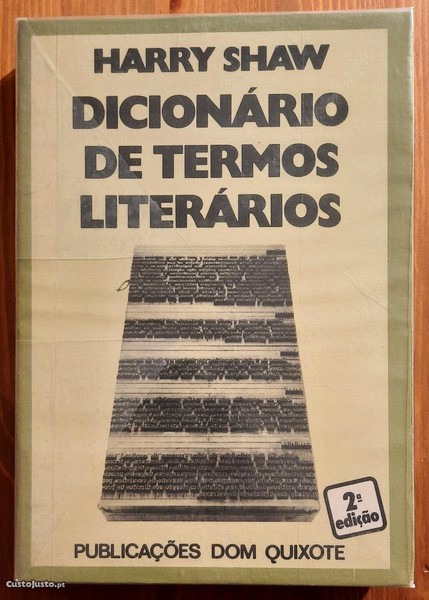 HARRY SHAW
DICIONÁRIO
DE TERMOS
LITERÁRIOS
2ª
edição
PUBLICAÇÕES DOM QUIXOTE
CustoJusto.pt